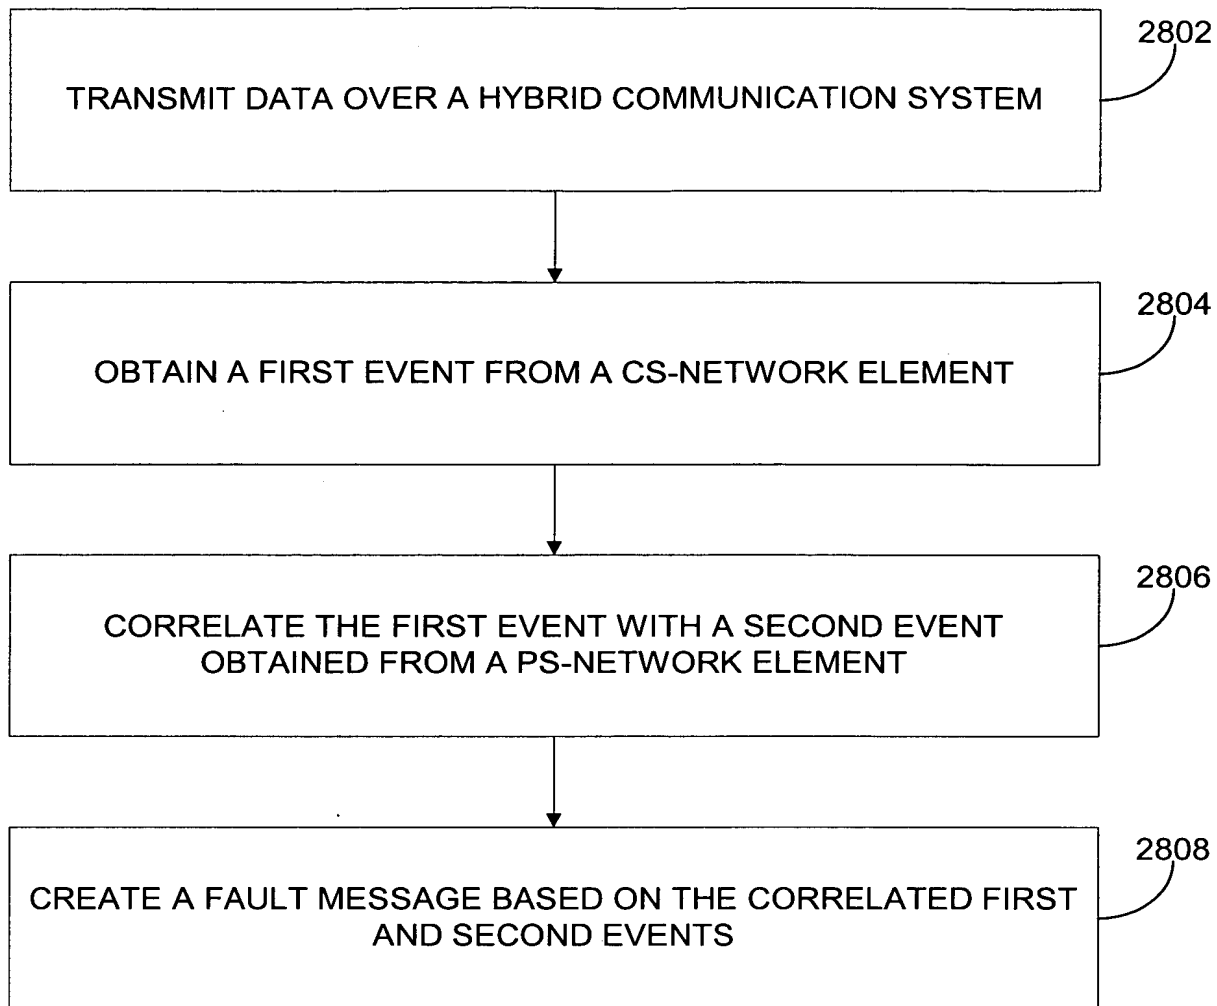 2802
TRANSMIT DATA OVER A HYBRID COMMUNICATION SYSTEM
2804
OBTAIN A FIRST EVENT FROM A CS-NETWORK ELEMENT
2806
CORRELATE THE FIRST EVENT WITH A SECOND EVENT
OBTAINED FROM A PS-NETWORK ELEMENT
2808
CREATE A FAULT MESSAGE BASED ON THE CORRELATED FIRST
AND SECOND EVENTS